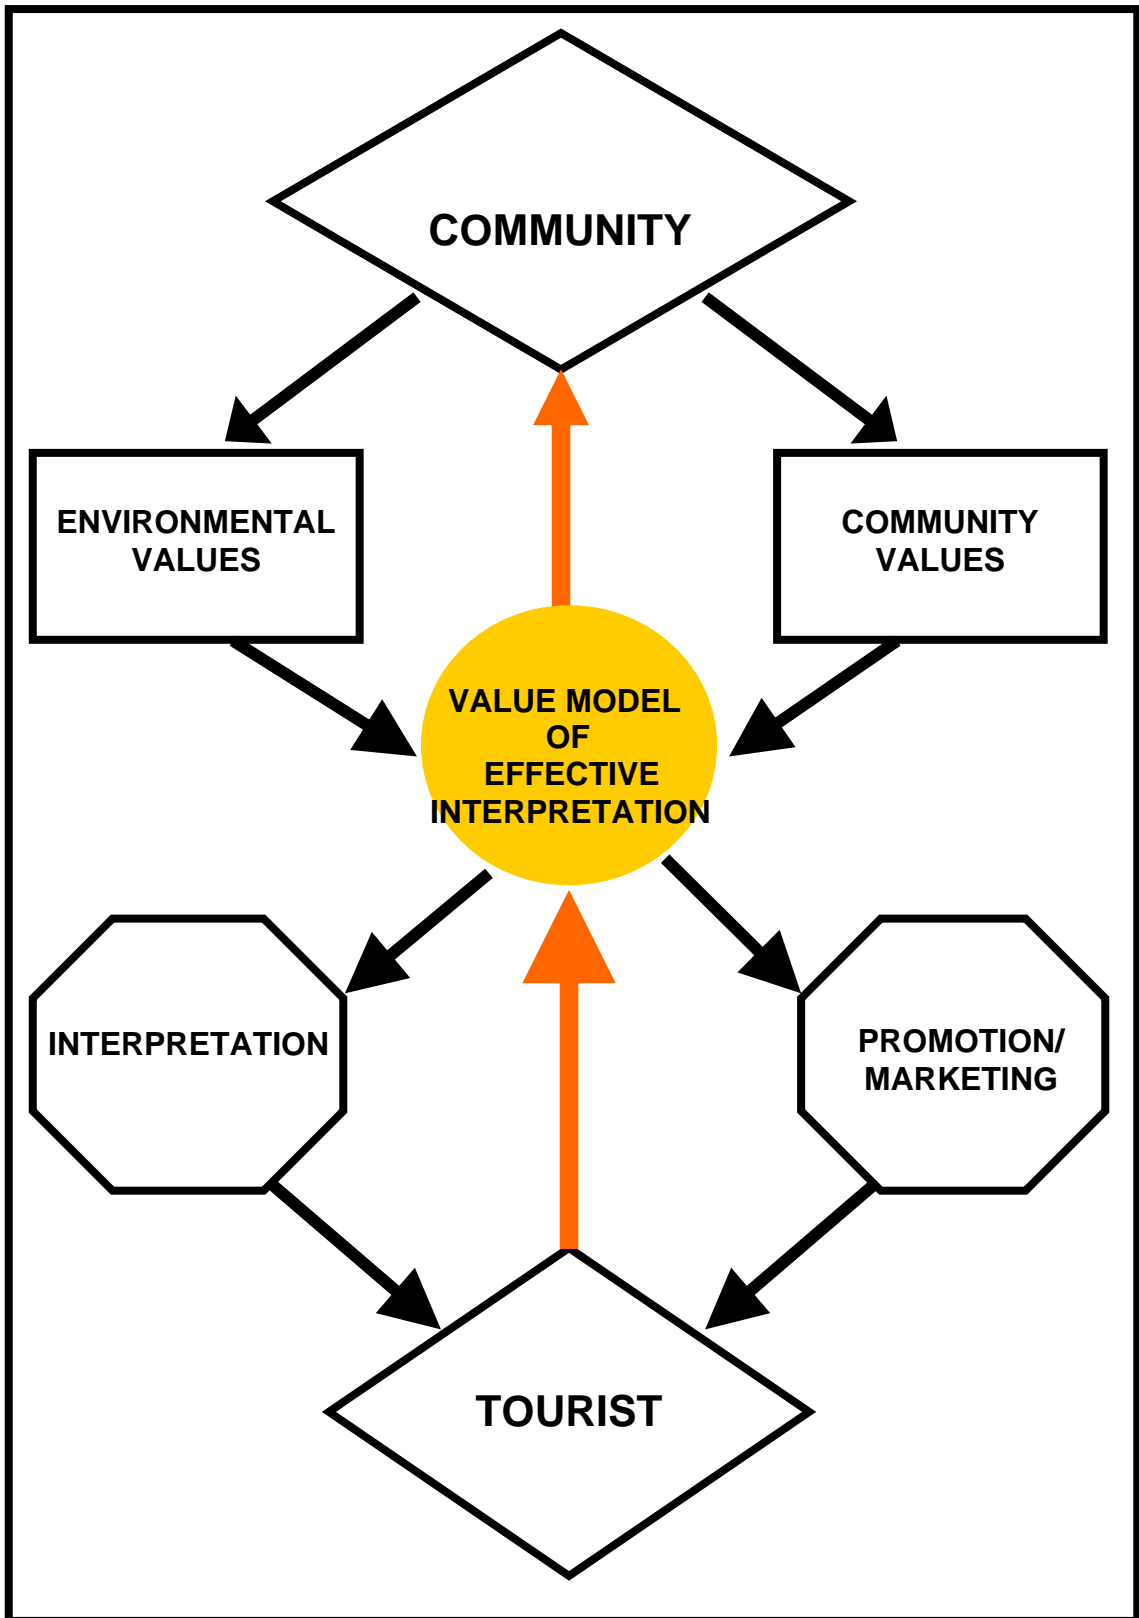 COMMUNITY
ENVIRONMENTAL
VALUES
COMMUNITY
VALUES
VALUE MODEL
OF
EFFECTIVE
INTERPRETATION
INTERPRETATION
PROMOTION/
MARKETING
TOURIST